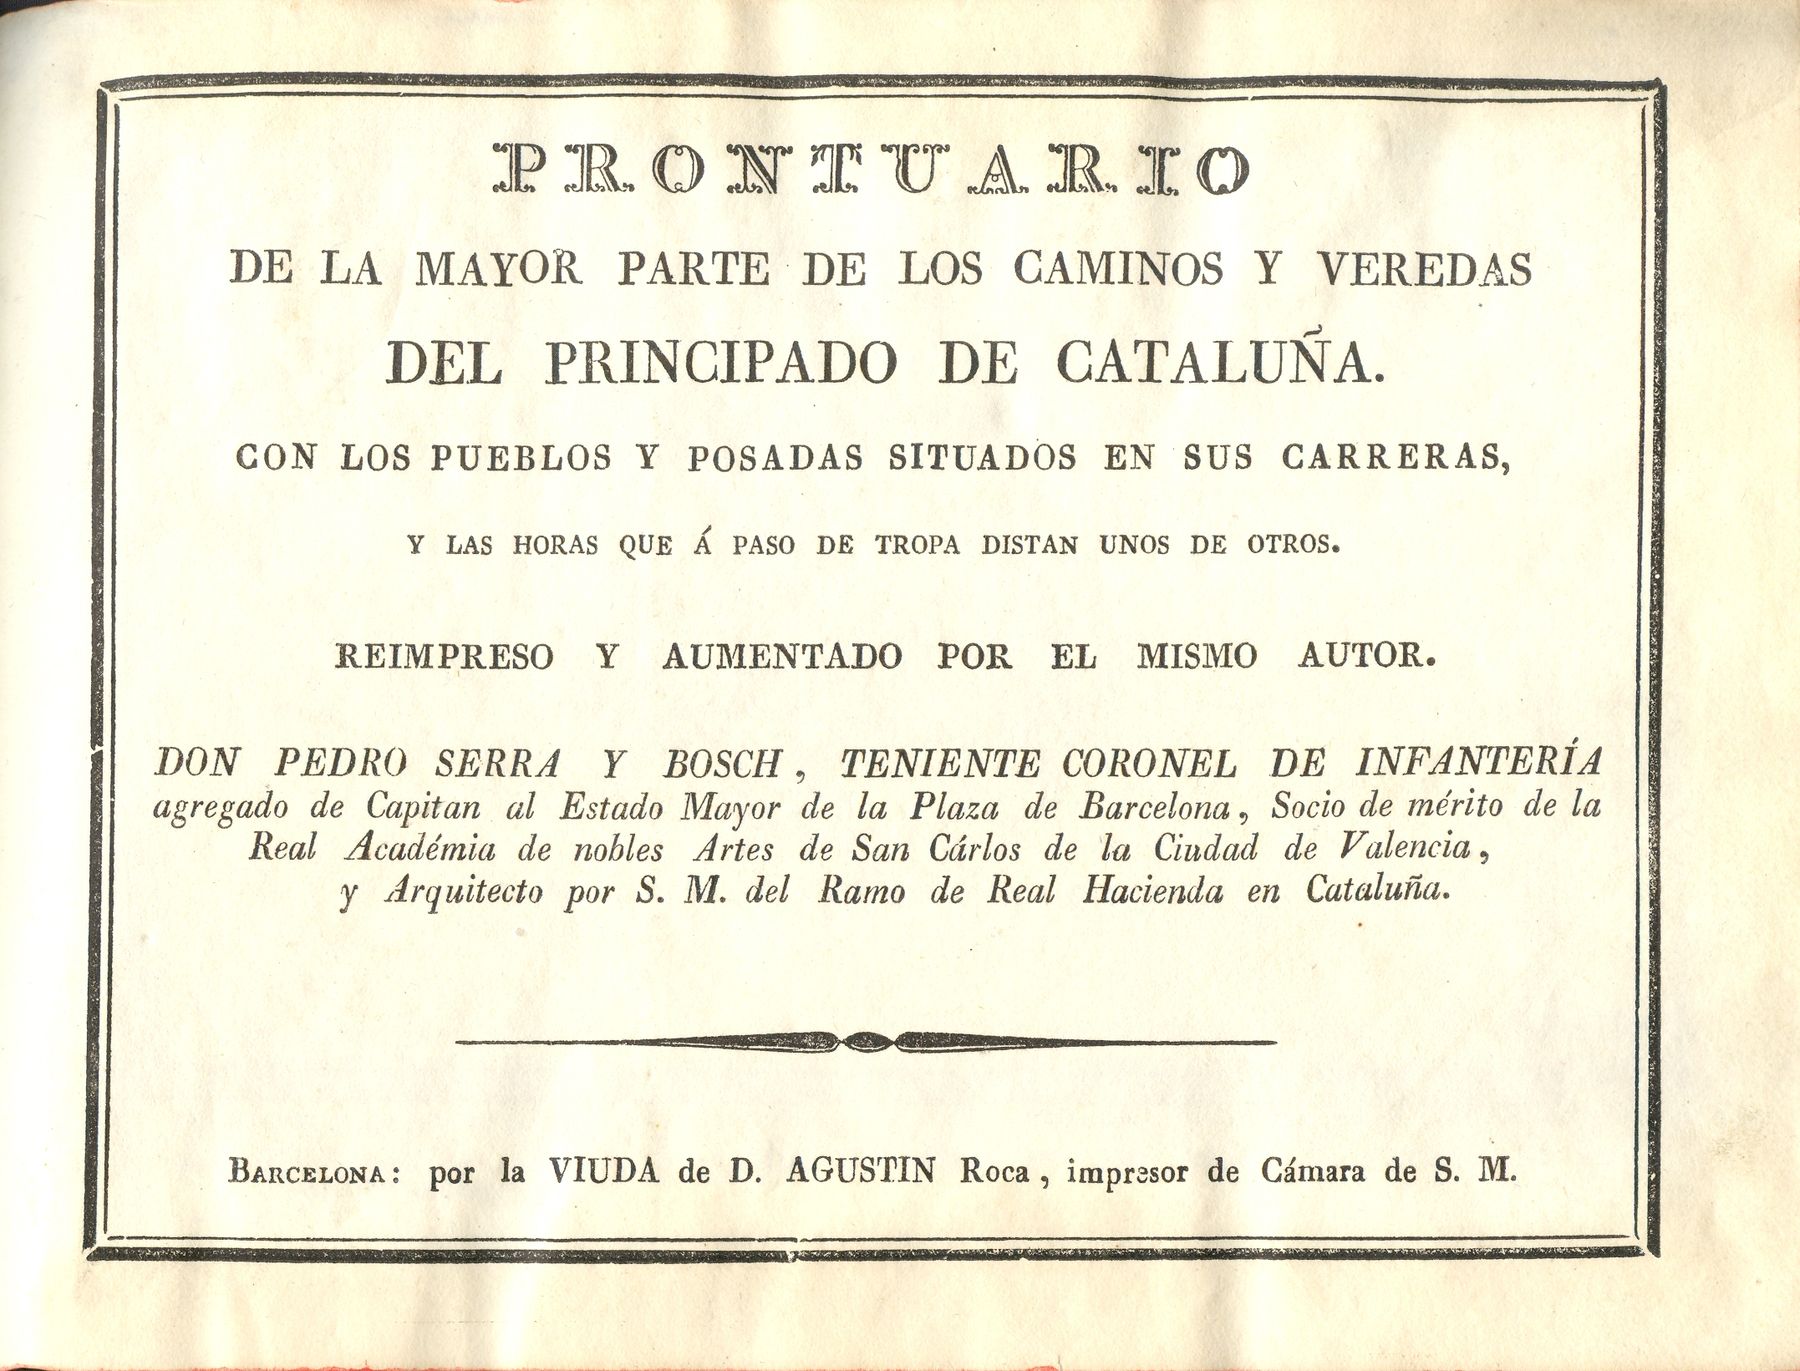 PRONTUARIO
DE LA MAYOR PARTE DE LOS CAMINOS Y VEREDAS
DEL PRINCIPADO DE CATALUÑA.
CON LOS PUEBLOS Y POSADAS SITUADOS EN SUS CARRERAS,
Y LAS HORAS QUE Á PASO DE TROPA DISTAN UNOS DE OTROS.
REIMPRESO Y AUMENTADO POR EL MISMO AUTOR.
DON PEDRO SERRA Y BOSCH, TENIENTE CORONEL DE INFANTERÍA
agregado de Capitan al Estado Mayor de la Plaza de Barcelona, Socio de mérito de la
Real Académia de nobles Artes de San Cárlos de la Ciudad de Valencia,
y Arquitecto por S. M. del Ramo de Real Hacienda en Cataluña.
BARCELONA: por la VIUDA de D. AGUSTIN Roca, impresor de Cámara de S. M.